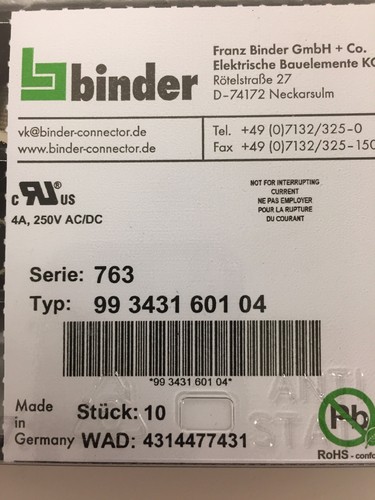 binder
Franz Binder GmbH + Co.
Elektrische Bauelemente KG
Rötelstraße 27
D-74172 Neckarsulm
vk@binder-connector.de
www.binder-connector.de
Tel. +49 (0)7132/325-0
Fax +49 (0)7132/325-150
c RU® US
4A, 250V AC/DC
NOT FOR INTERRUPTING
CURRENT
NE PAS EMPLOYER
POUR LA RUPTURE
DU COURANT
Serie: 763
Typ: 99 3431 601 04
*99 3431 601 04*
Made in Germany
Stück: 10
WAD: 4314477431
Pb
RoHS - confo